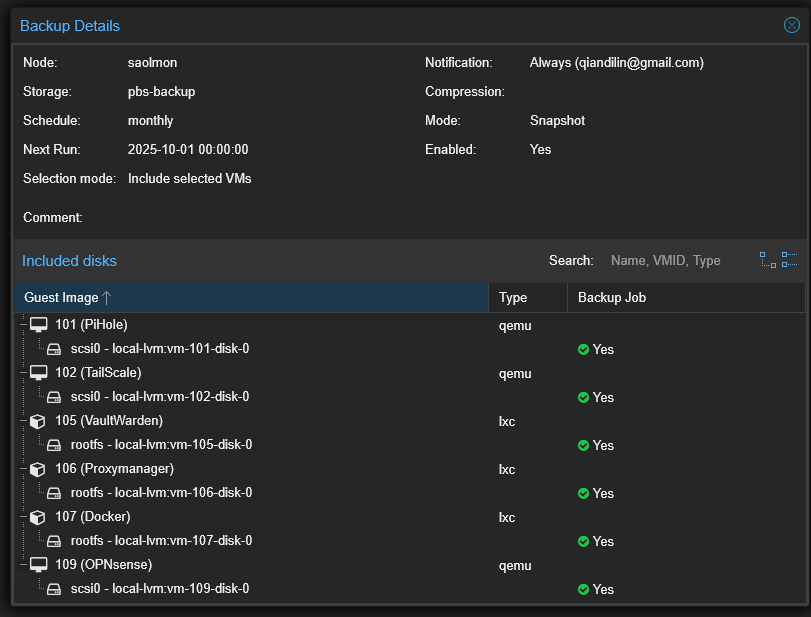 Backup Details
Node: saolmon Notification: Always (qiandilin@gmail.com)
Storage: pbs-backup Compression:
Schedule: monthly Mode: Snapshot
Next Run: 2025-10-01 00:00:00 Enabled: Yes
Selection mode: Include selected VMs
Comment:
Included disks Search: Name, VMID, Type
Guest Image Type Backup Job
101 (PiHole) qemu
scsi0 - local-lvm:vm-101-disk-0 Yes
102 (TailScale) qemu
scsi0 - local-lvm:vm-102-disk-0 Yes
105 (VaultWarden) lxc
rootfs - local-lvm:vm-105-disk-0 Yes
106 (Proxymanager) lxc
rootfs - local-lvm:vm-106-disk-0 Yes
107 (Docker) lxc
rootfs - local-lvm:vm-107-disk-0 Yes
109 (OPNsense) qemu
scsi0 - local-lvm:vm-109-disk-0 Yes